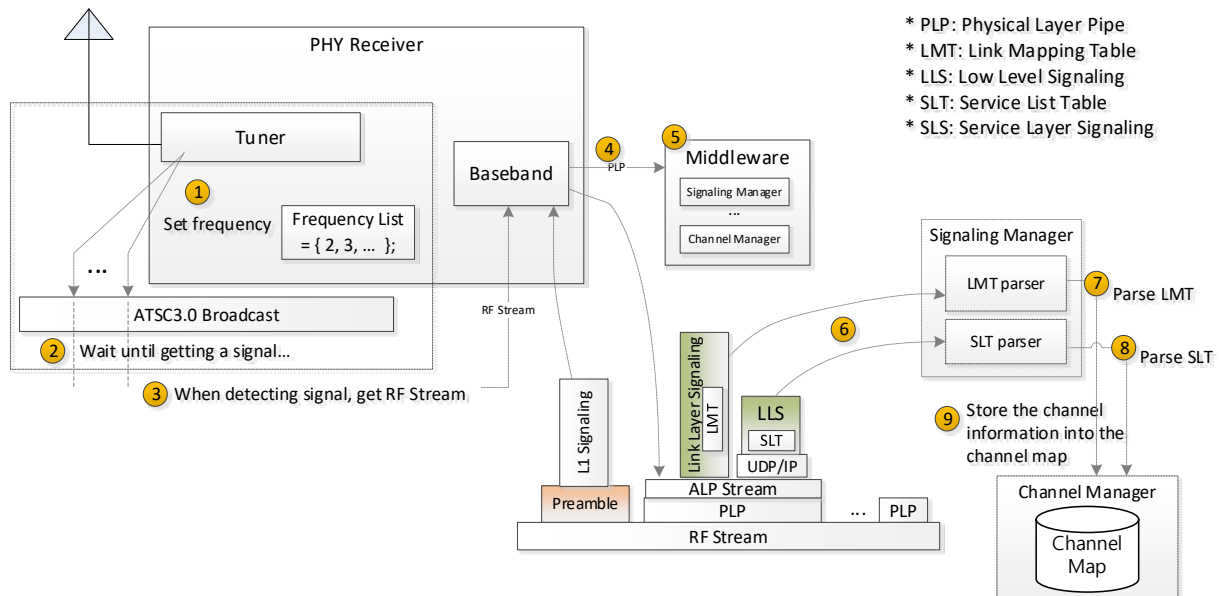 * PLP: Physical Layer Pipe
* LMT: Link Mapping Table
* LLS: Low Level Signaling
* SLT: Service List Table
* SLS: Service Layer Signaling
PHY Receiver
Tuner
1
Set frequency
Frequency List
= { 2, 3, … };
Baseband
4
PLP
5
Middleware
Signaling Manager
...
Channel Manager
...
ATSC3.0 Broadcast
2
Wait until getting a signal…
3
When detecting signal, get RF Stream
RF Stream
Signaling Manager
LMT parser
SLT parser
6
7
Parse LMT
8
Parse SLT
9
Store the channel
information into the
channel map
L1 Signaling
Preamble
Link Layer Signaling
LMT
LLS
SLT
UDP/IP
ALP Stream
PLP
...
PLP
RF Stream
Channel Manager
Channel
Map